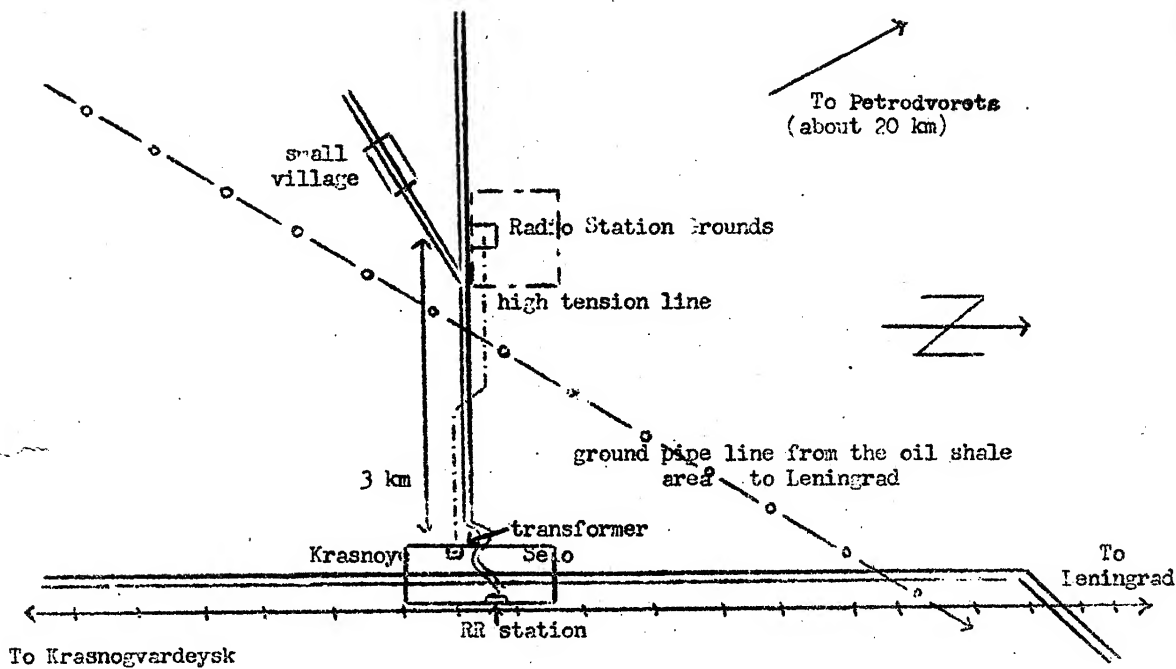 To Petrodvorets
(about 20 km)
small
village
Radio Station Grounds
high tension line
ground pipe line from the oil shale
area to Leningrad
3 km
transformer
Krasnoye Selo
To
Leningrad
RR station
To Krasnogvardeysk